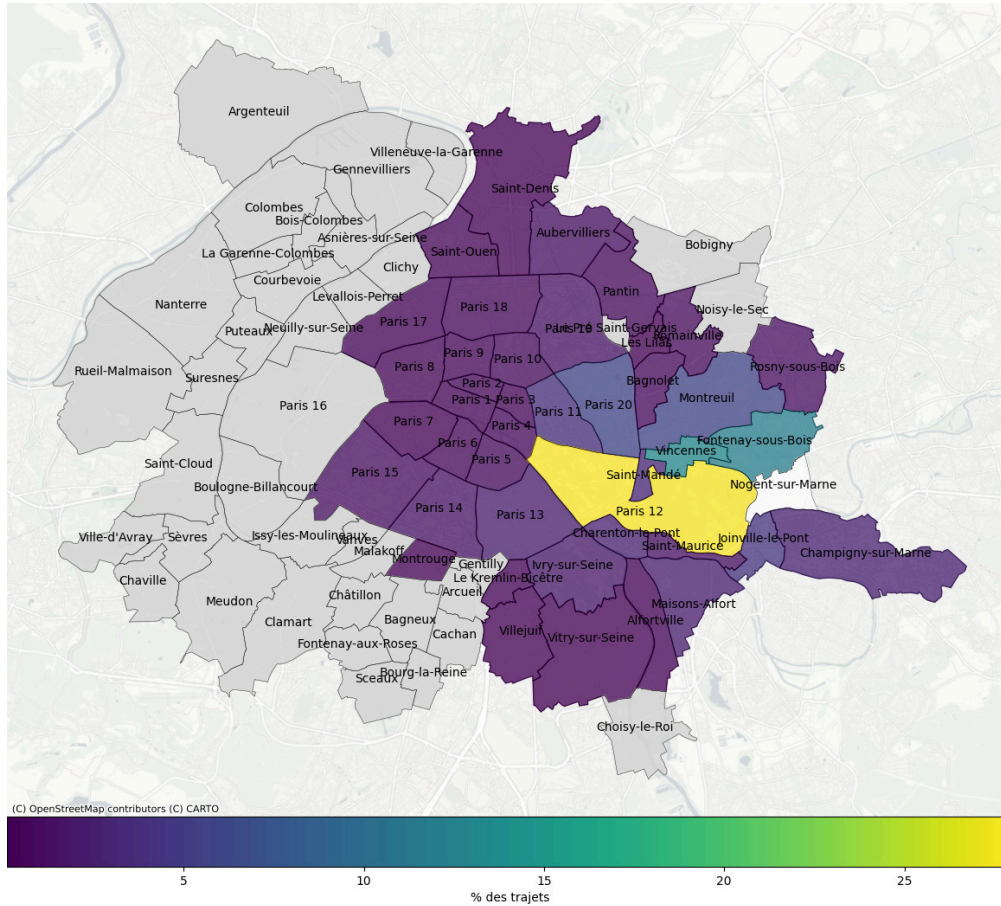 Argenteuil
Villeneuve-la-Garenne
Gennevilliers
Saint-Denis
Colombes
Bois-Colombes
Asnières-sur-Seine
Aubervilliers
Bobigny
La Garenne-Colombes
Saint-Ouen
Clichy
Courbevoie
Pantin
Levallois-Perret
Nanterre
Paris 18
Noisy-le-Sec
Paris 17
Puteaux
Neuilly-sur-Seine
Paris 19
Le Pré Saint-Gervais
Romainville
Les Lilas
Paris 9
Paris 10
Paris 8
Rosny-sous-Bois
Rueil-Malmaison
Suresnes
Bagnolet
Paris 2
Paris 16
Paris 1
Paris 3
Montreuil
Paris 11
Paris 20
Paris 7
Paris 4
Paris 6
Fontenay-sous-Bois
Vincennes
Saint-Cloud
Paris 5
Paris 15
Saint-Mandé
Nogent-sur-Marne
Boulogne-Billancourt
Paris 14
Paris 13
Paris 12
Ville-d'Avray
Sèvres
Issy-les-Moulineaux
Vanves
Charenton-le-Pont
Joinville-le-Pont
Saint-Maurice
Malakoff
Champigny-sur-Marne
Montrouge
Gentilly
Ivry-sur-Seine
Chaville
Le Kremlin-Bicêtre
Arcueil
Châtillon
Meudon
Maisons-Alfort
Clamart
Bagneux
Alfortville
Villejuif
Cachan
Vitry-sur-Seine
Fontenay-aux-Roses
Bourg-la-Reine
Sceaux
Choisy-le-Roi
(C) OpenStreetMap contributors (C) CARTO
5 10 15 20 25
% des trajets